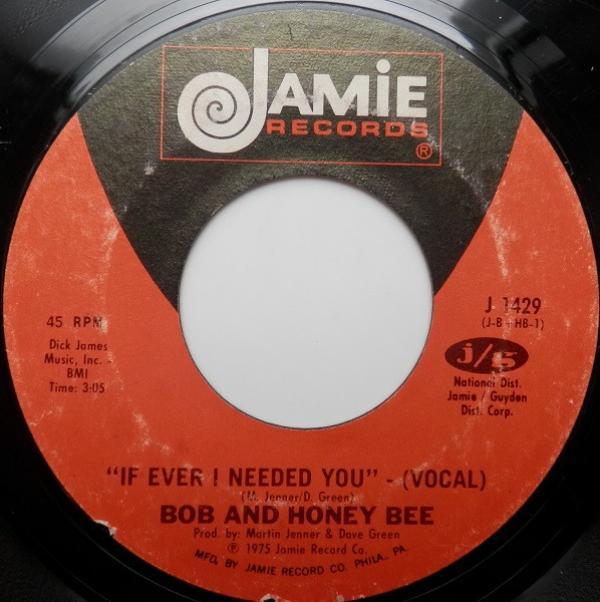 JAMiE
RECORDS
®
45 RPM
Dick James
Music, Inc. -
BMI
Time: 3:05
J 1429
(J-B - HB-1)
j/g
National Dist.
Jamie / Guyden
Dist. Corp.
"IF EVER I NEEDED YOU" - (VOCAL)
(M. Jenner/D. Green)
BOB AND HONEY BEE
Prod. by: Martin Jenner & Dave Green
℗ 1975 Jamie Record Co.
MFD. BY JAMIE RECORD CO. PHILA., PA.